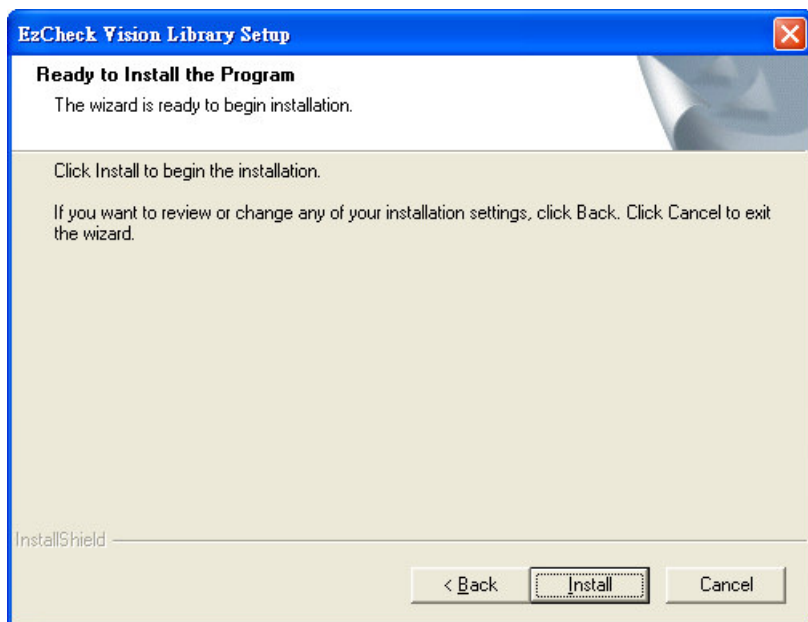 EzCheck Vision Library Setup
Ready to Install the Program
The wizard is ready to begin installation.
Click Install to begin the installation.
If you want to review or change any of your installation settings, click Back. Click Cancel to exit
the wizard.
InstallShield
< Back Install Cancel